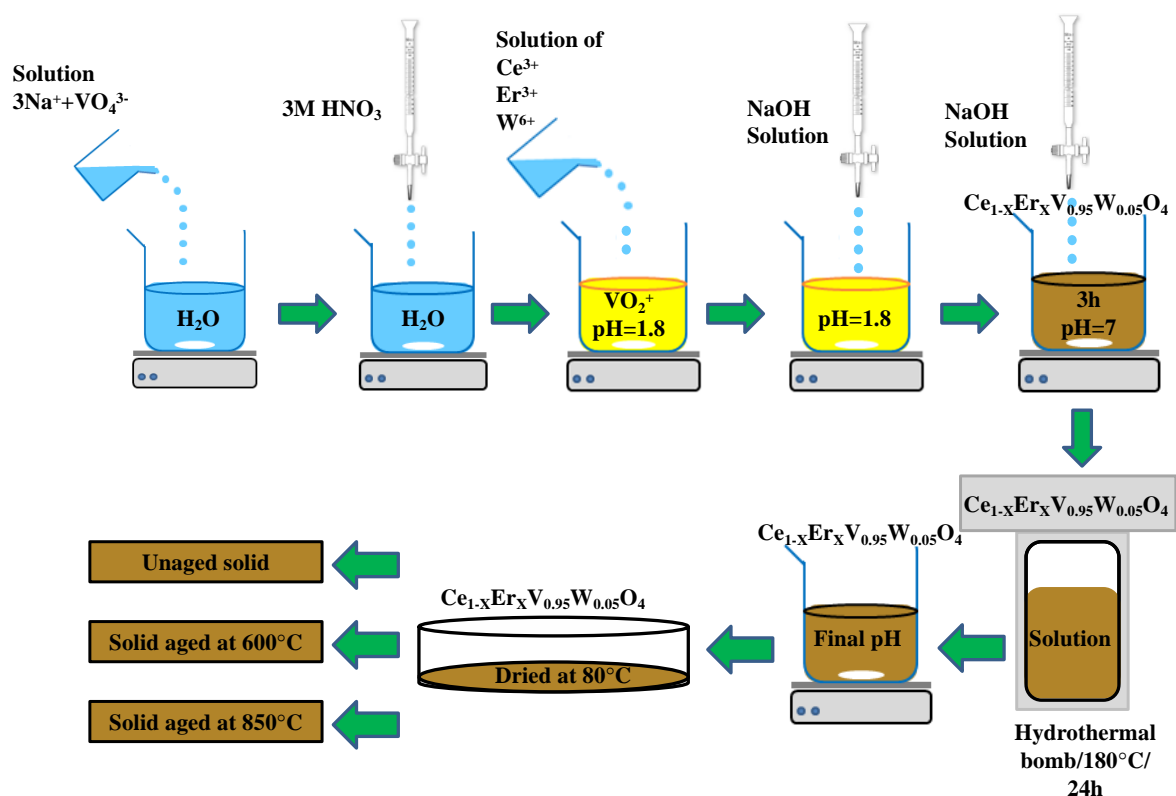 Solution
3Na⁺+VO₄³⁻
H₂O
3M HNO₃
H₂O
Solution of
Ce³⁺
Er³⁺
W⁶⁺
VO₂⁺
pH=1.8
NaOH
Solution
pH=1.8
NaOH
Solution
Ce₁₋ₓErₓV₀.₉₅W₀.₀₅O₄
3h
pH=7
Ce₁₋ₓErₓV₀.₉₅W₀.₀₅O₄
Solution
Hydrothermal
bomb/180°C/
24h
Ce₁₋ₓErₓV₀.₉₅W₀.₀₅O₄
Final pH
Ce₁₋ₓErₓV₀.₉₅W₀.₀₅O₄
Dried at 80°C
Unaged solid
Solid aged at 600°C
Solid aged at 850°C